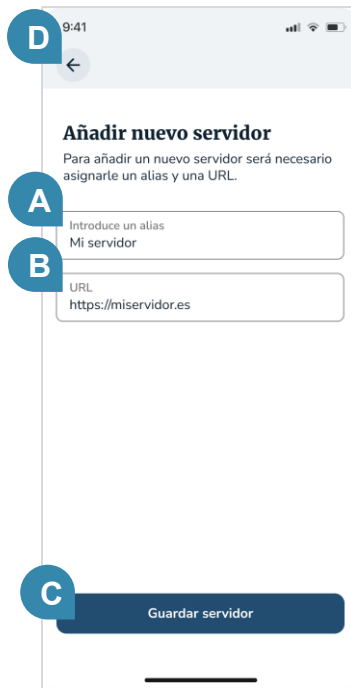 D
9:41
Añadir nuevo servidor
Para añadir un nuevo servidor será necesario
asignarle un alias y una URL.
A
Introduce un alias
Mi servidor
B
URL
https://miservidor.es
C
Guardar servidor